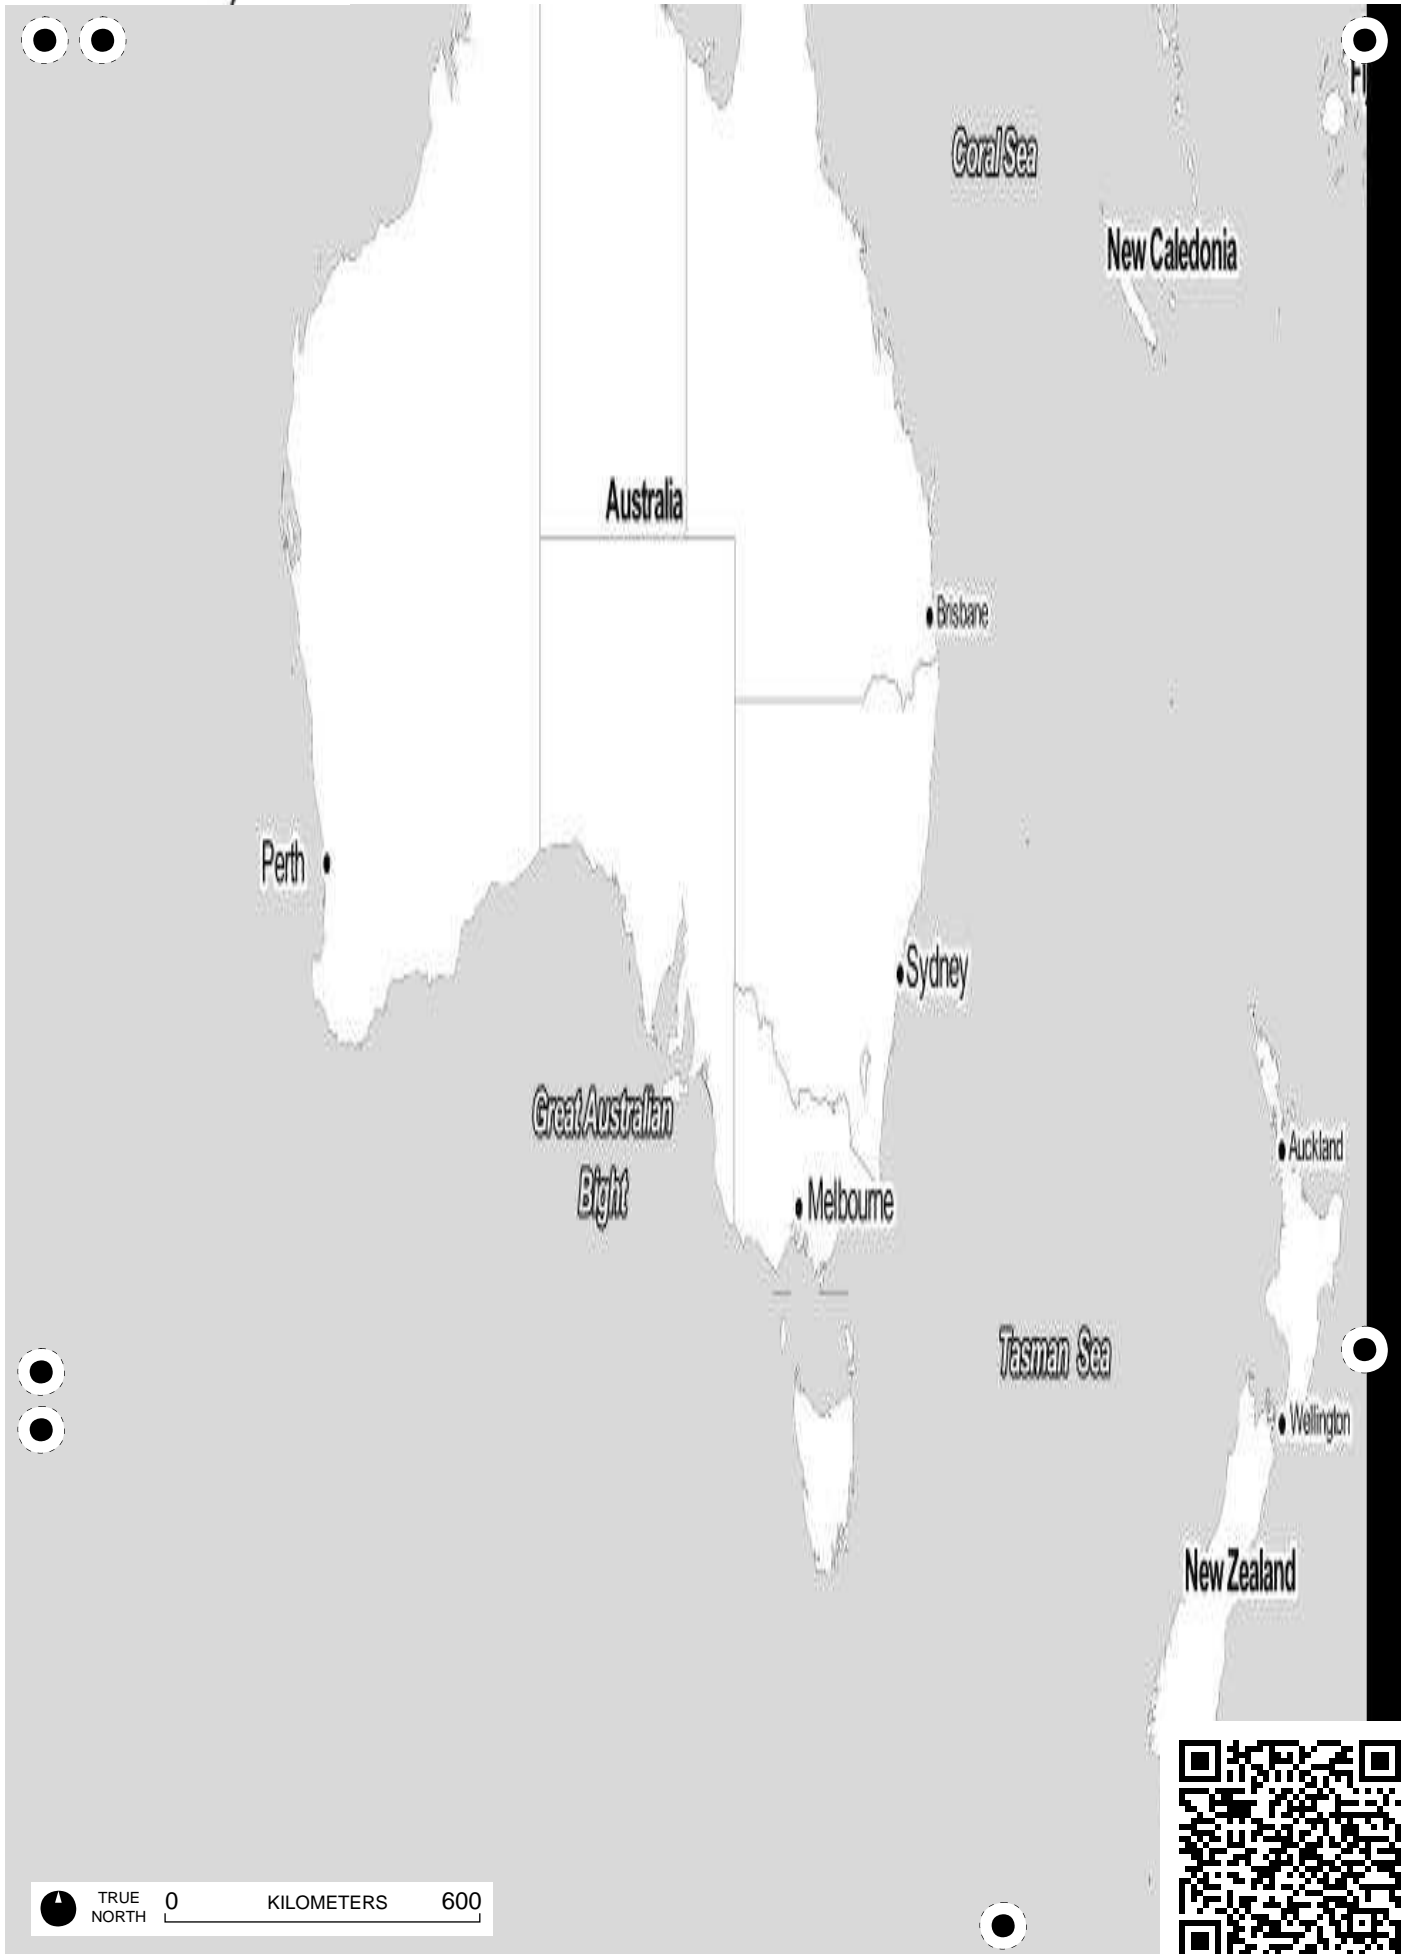 Coral Sea
New Caledonia
Australia
Brisbane
Perth
Sydney
Great Australian
Bight
Auckland
Melbourne
Tasman Sea
Wellington
New Zealand
TRUE
NORTH
0 KILOMETERS 600